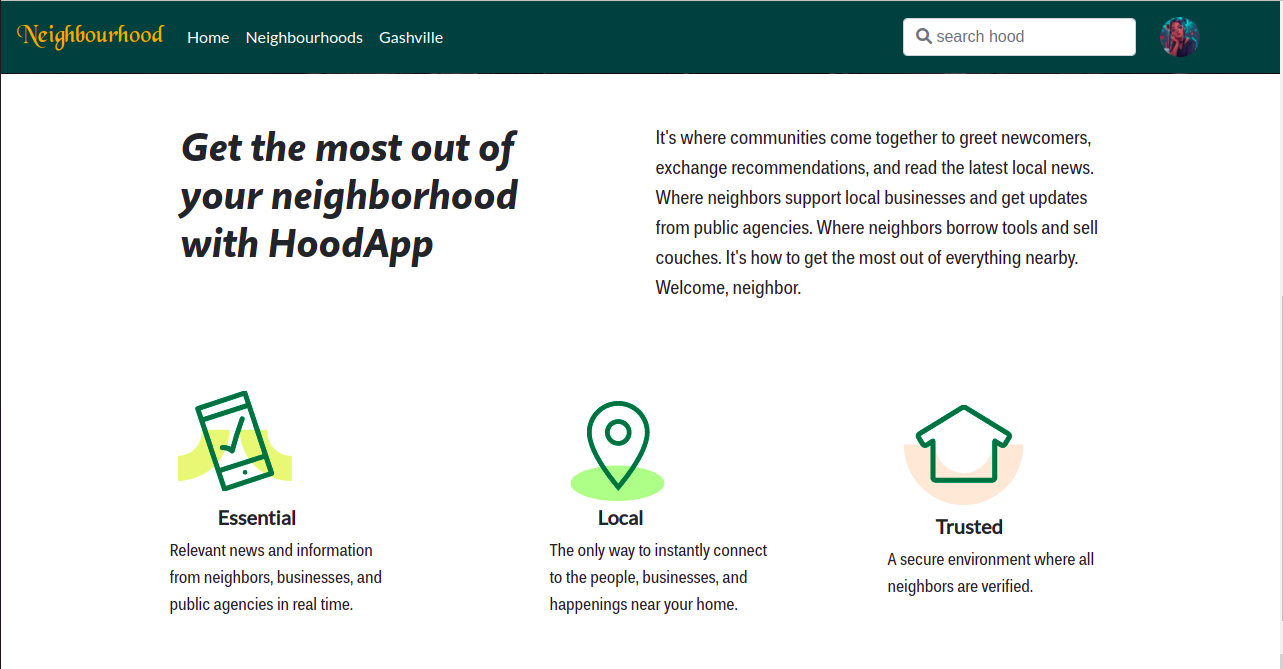 Neighbourhood
Home
Neighbourhoods
Gashville
search hood
Get the most out of
your neighborhood
with HoodApp
It's where communities come together to greet newcomers,
exchange recommendations, and read the latest local news.
Where neighbors support local businesses and get updates
from public agencies. Where neighbors borrow tools and sell
couches. It's how to get the most out of everything nearby.
Welcome, neighbor.
Essential
Relevant news and information
from neighbors, businesses, and
public agencies in real time.
Local
The only way to instantly connect
to the people, businesses, and
happenings near your home.
Trusted
A secure environment where all
neighbors are verified.